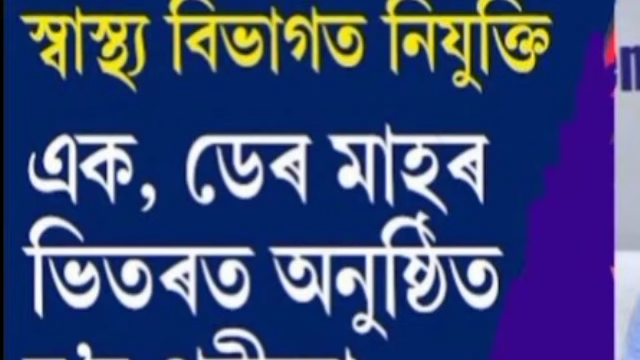 স্বাস্থ্য বিভাগত নিযুক্তি
এক, ডেৰ মাহৰ
ভিতৰত অনুষ্ঠিত